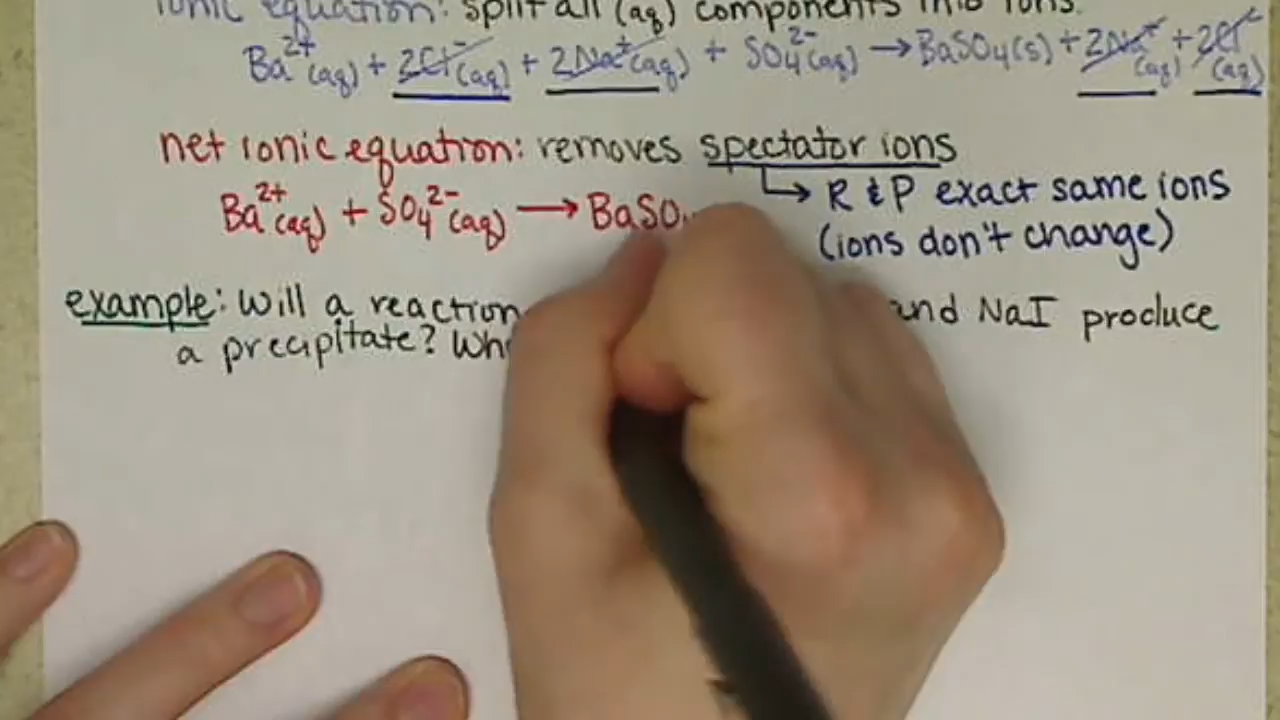 ionic equation: split all (aq) components into ions.
Ba²⁺(aq) + 2Cl⁻(aq) + 2Na⁺(aq) + SO₄²⁻(aq) → BaSO₄(s) + 2Na⁺(aq) + 2Cl⁻(aq)
net ionic equation: removes spectator ions
↳ R & P exact same ions
Ba²⁺(aq) + SO₄²⁻(aq) → BaSO₄
(ions don't change)
example: Will a reaction and NaI produce
a precipitate?